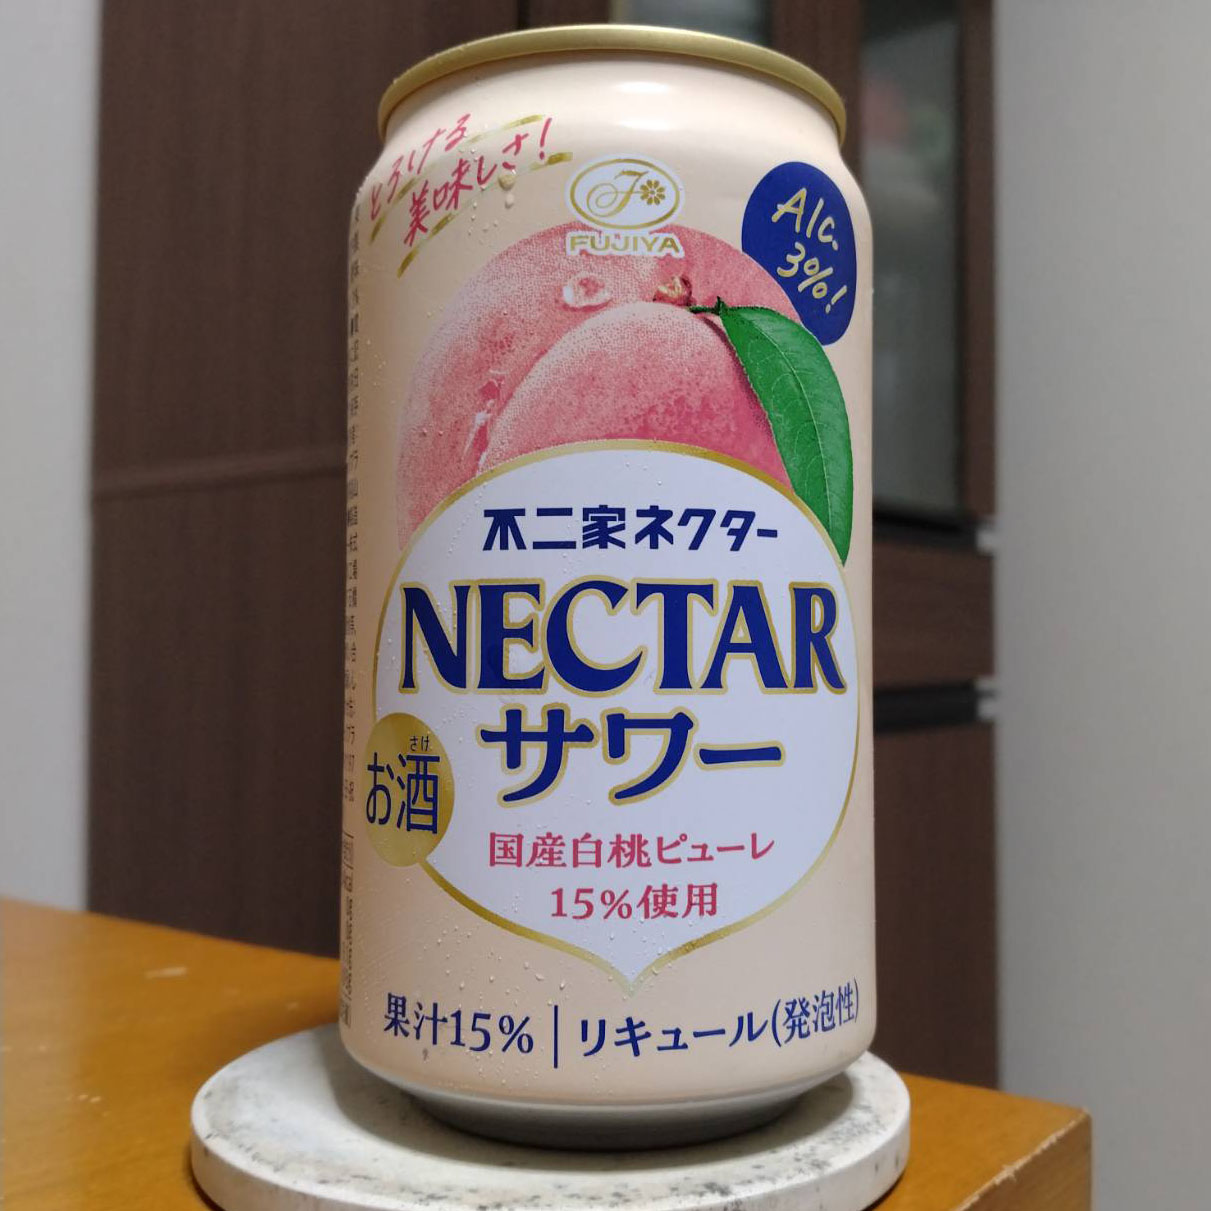 とろける
美味しさ!
FUJIYA
Alc.
3%!
不二家ネクター
NECTAR
サワー
さけ
お酒
国産白桃ピューレ
15%使用
果汁15% | リキュール(発泡性)